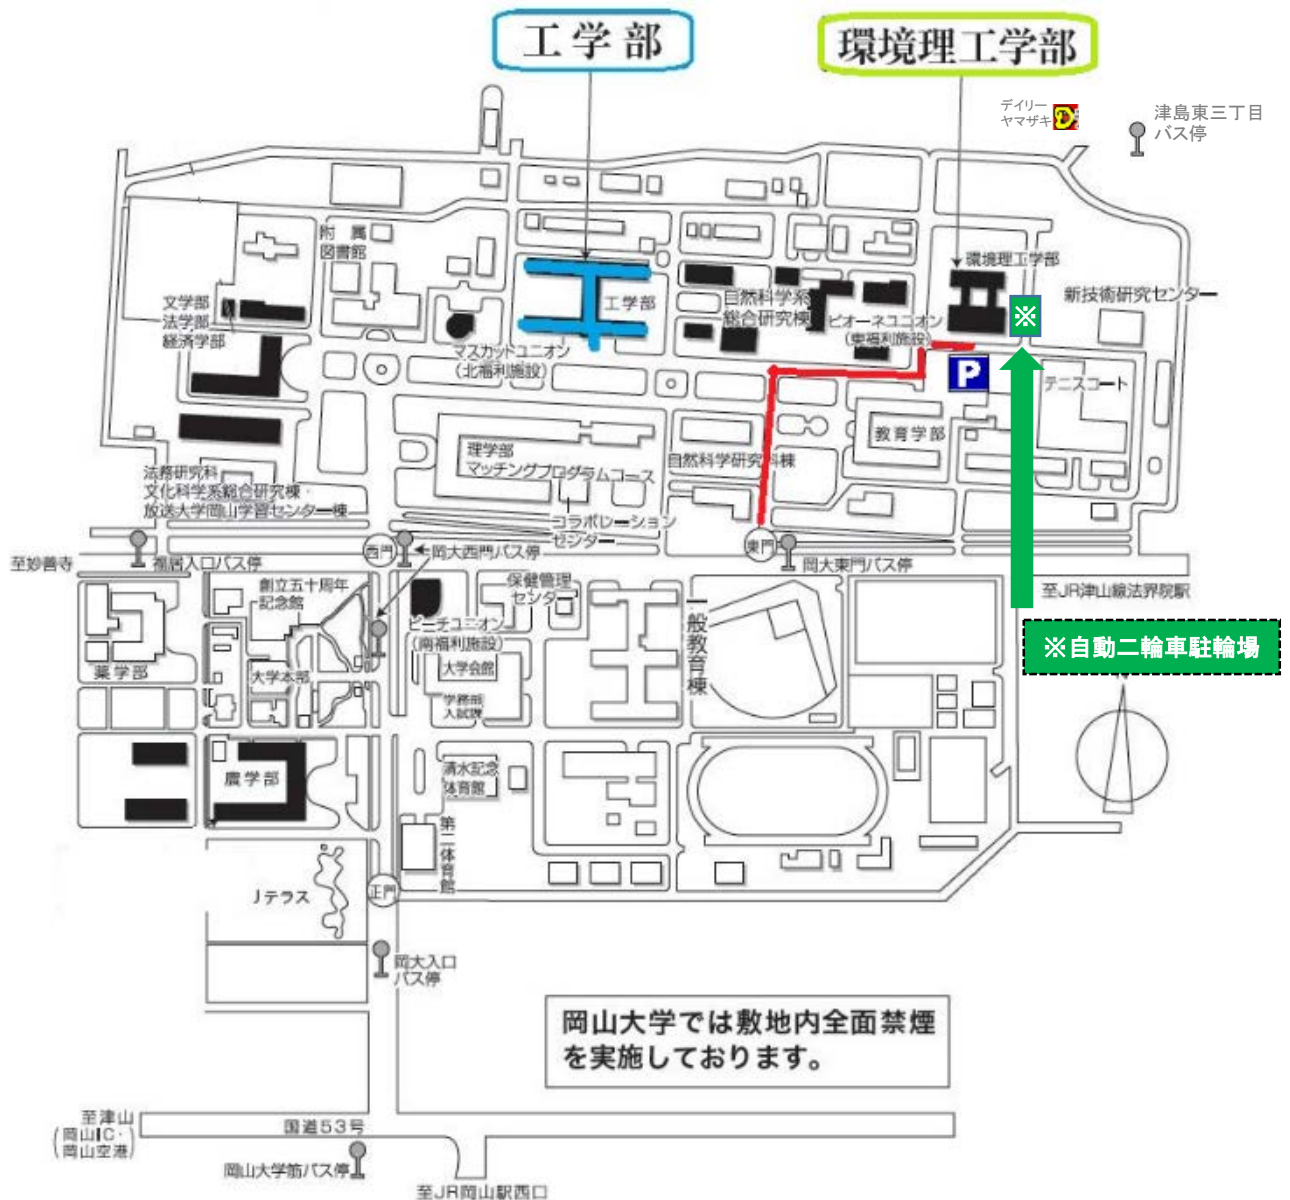 工学部
環境理工学部
デイリー
ヤマザキ
津島東三丁目
バス停
附属
図書館
環境理工学部
新技術研究センター
文学部
法学部
経済学部
工学部
自然科学系
総合研究棟
ピオーネユニオン
(東福利施設)
※
マスカットユニオン
(北福利施設)
P
テニスコート
教育学部
理学部
マッチングプログラムコース
自然科学研究科棟
法務研究科
文化科学系総合研究棟・
放送大学岡山学習センター棟
コラボレーション
センター
西門
岡大西門バス停
東門
岡大東門バス停
至妙善寺
福居入口バス停
至JR津山線法界院駅
創立五十周年
記念館
保健管理
センター
ピーチユニオン
(南福利施設)
一般教育棟
※自動二輪車駐輪場
薬学部
大学本部
大学会館
学務部
入試課
農学部
清水記念
体育館
第二体育館
Jテラス
正門
岡大入口
バス停
岡山大学では敷地内全面禁煙
を実施しております。
至津山
(岡山IC・
岡山空港)
国道53号
岡山大学筋バス停
至JR岡山駅西口